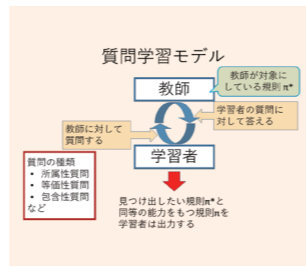 質問学習モデル
教師が対象に
している規則 π*
教師
学習者の質問に
対して答える
教師に対して
質問する
学習者
質問の種類
• 所属性質問
• 等価性質問
• 包含性質問
など
見つけ出したい規則π*と
同等の能力をもつ規則πを
学習者は出力する